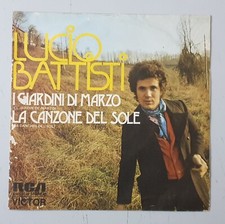 LUCIO
BATTISTI
I GIARDINI DI MARZO
LA CANZONE DEL SOLE
RCA
VICTOR